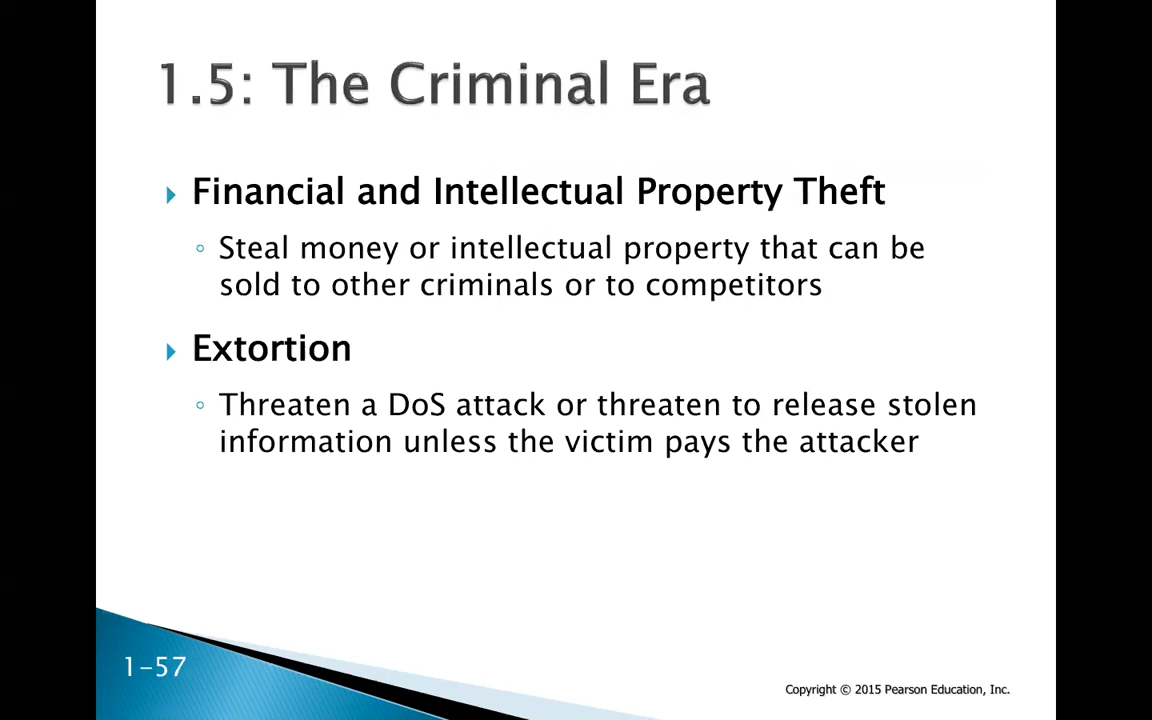 1.5: The Criminal Era
Financial and Intellectual Property Theft
Steal money or intellectual property that can be
sold to other criminals or to competitors
Extortion
Threaten a DoS attack or threaten to release stolen
information unless the victim pays the attacker
1-57
Copyright © 2015 Pearson Education, Inc.